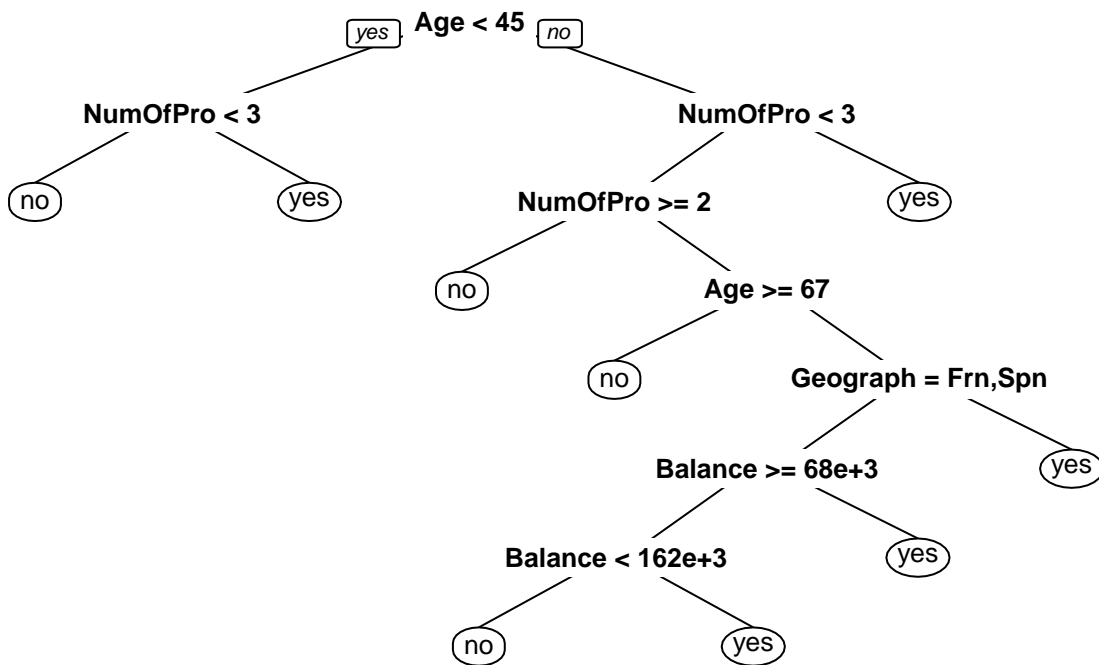 yes Age < 45 no
NumOfPro < 3 NumOfPro < 3
no yes NumOfPro >= 2 yes
no Age >= 67
no Geograph = Frn,Spn
Balance >= 68e+3 yes
Balance < 162e+3 yes
no yes